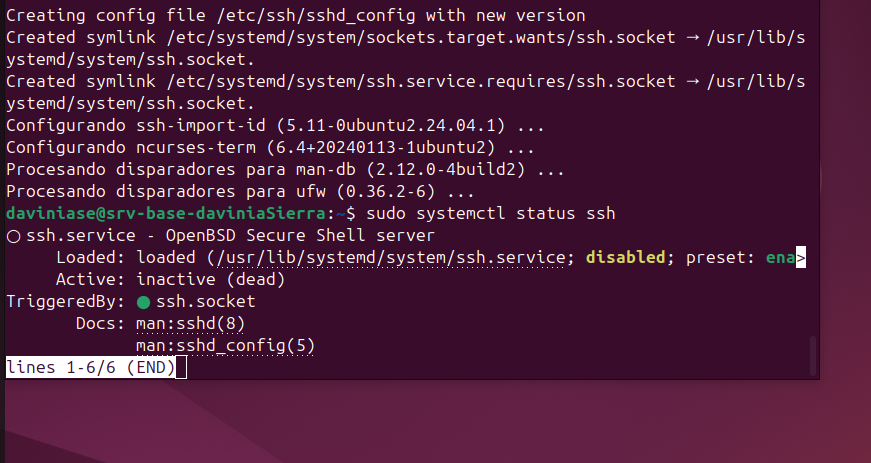 Creating config file /etc/ssh/sshd_config with new version
Created symlink /etc/systemd/system/sockets.target.wants/ssh.socket → /usr/lib/s
ystemd/system/ssh.socket.
Created symlink /etc/systemd/system/ssh.service.requires/ssh.socket → /usr/lib/s
ystemd/system/ssh.socket.
Configurando ssh-import-id (5.11-0ubuntu2.24.04.1) ...
Configurando ncurses-term (6.4+20240113-1ubuntu2) ...
Procesando disparadores para man-db (2.12.0-4build2) ...
Procesando disparadores para ufw (0.36.2-6) ...
daviniase@srv-base-daviniaSierra:~$ sudo systemctl status ssh
○ ssh.service - OpenBSD Secure Shell server
     Loaded: loaded (/usr/lib/systemd/system/ssh.service; disabled; preset: ena>
     Active: inactive (dead)
TriggeredBy: ● ssh.socket
       Docs: man:sshd(8)
             man:sshd_config(5)
lines 1-6/6 (END)